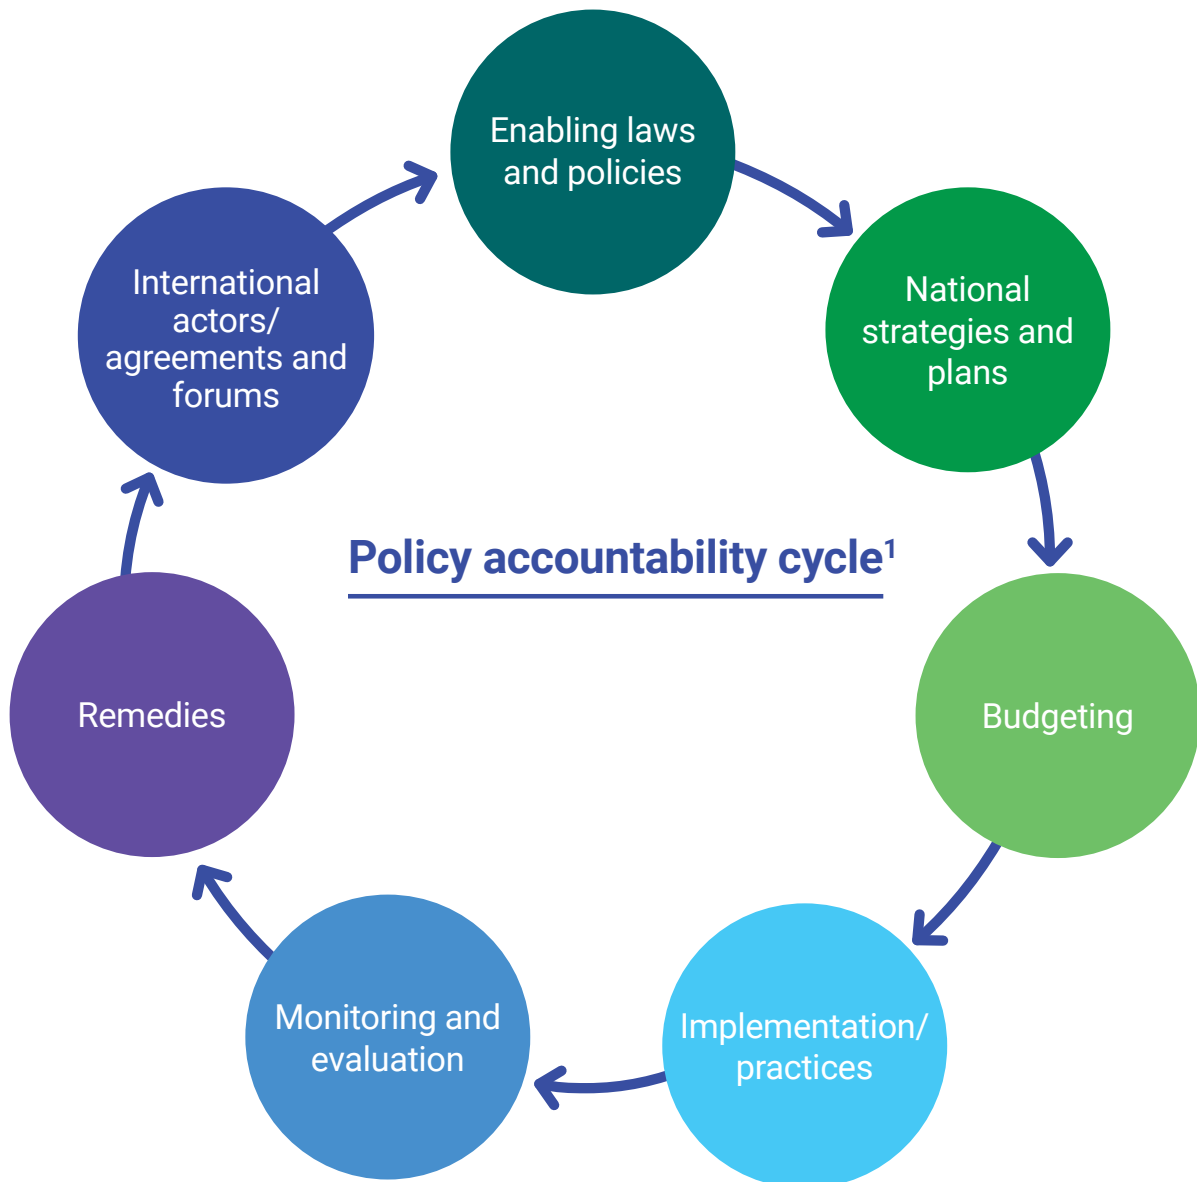 Enabling laws
and policies
National
strategies and
plans
Budgeting
Implementation/
practices
Monitoring and
evaluation
Remedies
International
actors/
agreements and
forums
Policy accountability cycle¹